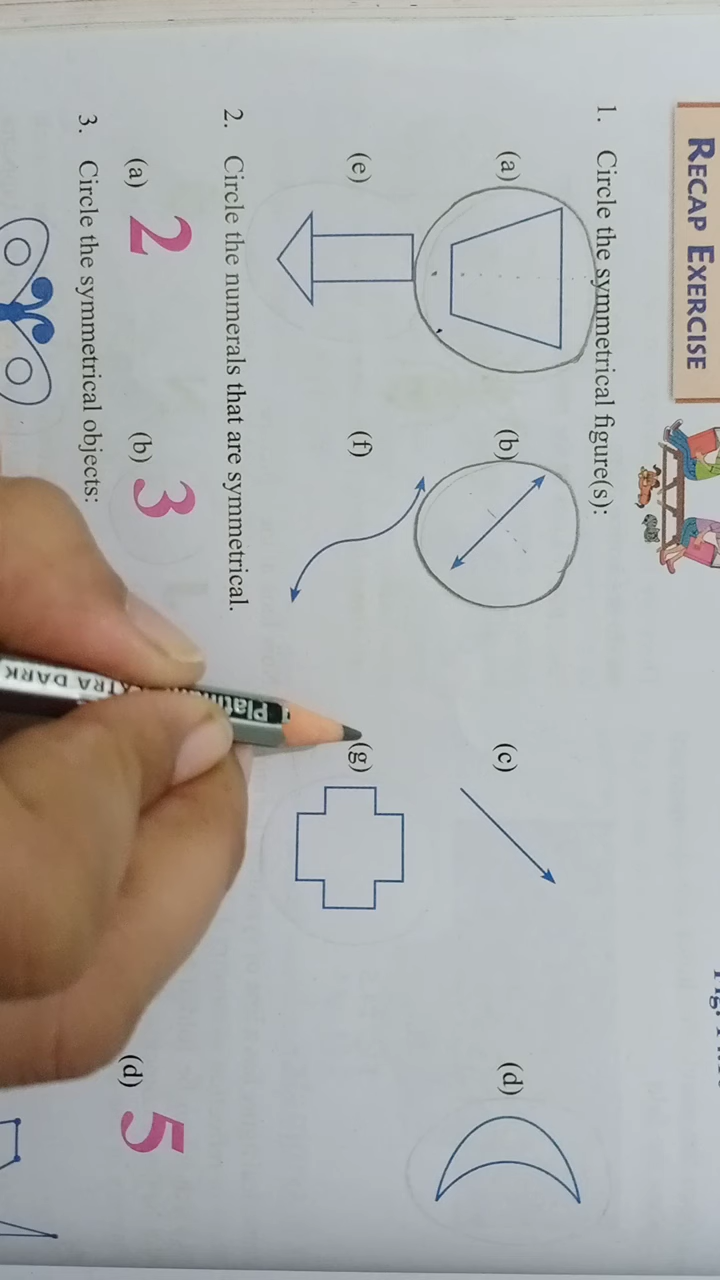 RECAP EXERCISE
1. Circle the symmetrical figure(s):
(a) (b) (c) (d)
(e) (f) (g)
2. Circle the numerals that are symmetrical.
(a) 2 (b) 3 (d) 5
3. Circle the symmetrical objects:
TRA DARK